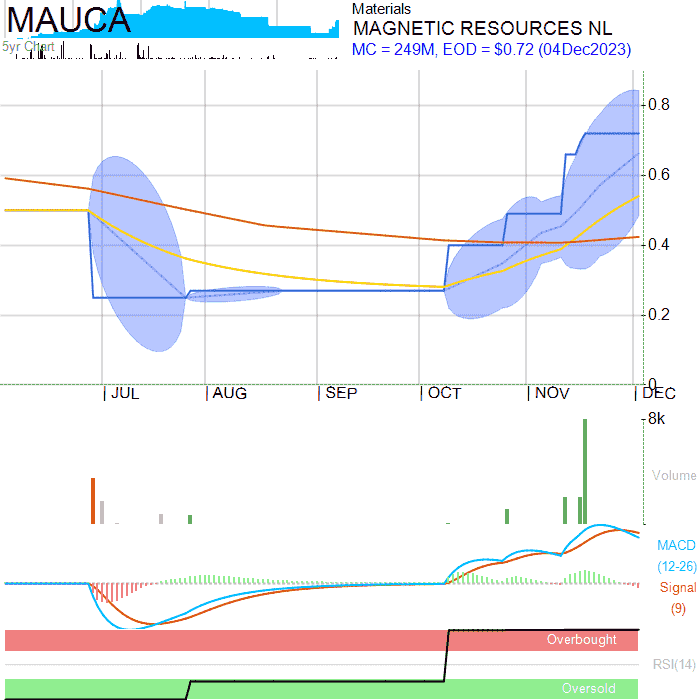 MAUCA
5yr Chart
Materials
MAGNETIC RESOURCES NL
MC = 249M, EOD = $0.72 (04Dec2023)
0.8
0.6
0.4
0.2
0
JUL AUG SEP OCT NOV DEC
8k
Volume
MACD
(12-26)
Signal
(9)
Overbought
RSI(14)
Oversold